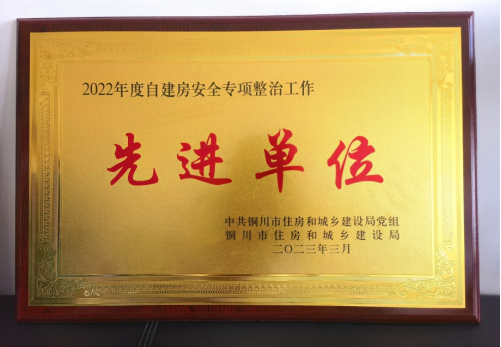 2022年度自建房安全专项整治工作
先进单位
中共铜川市住房和城乡建设局党组
铜川市住房和城乡建设局
二〇二三年三月